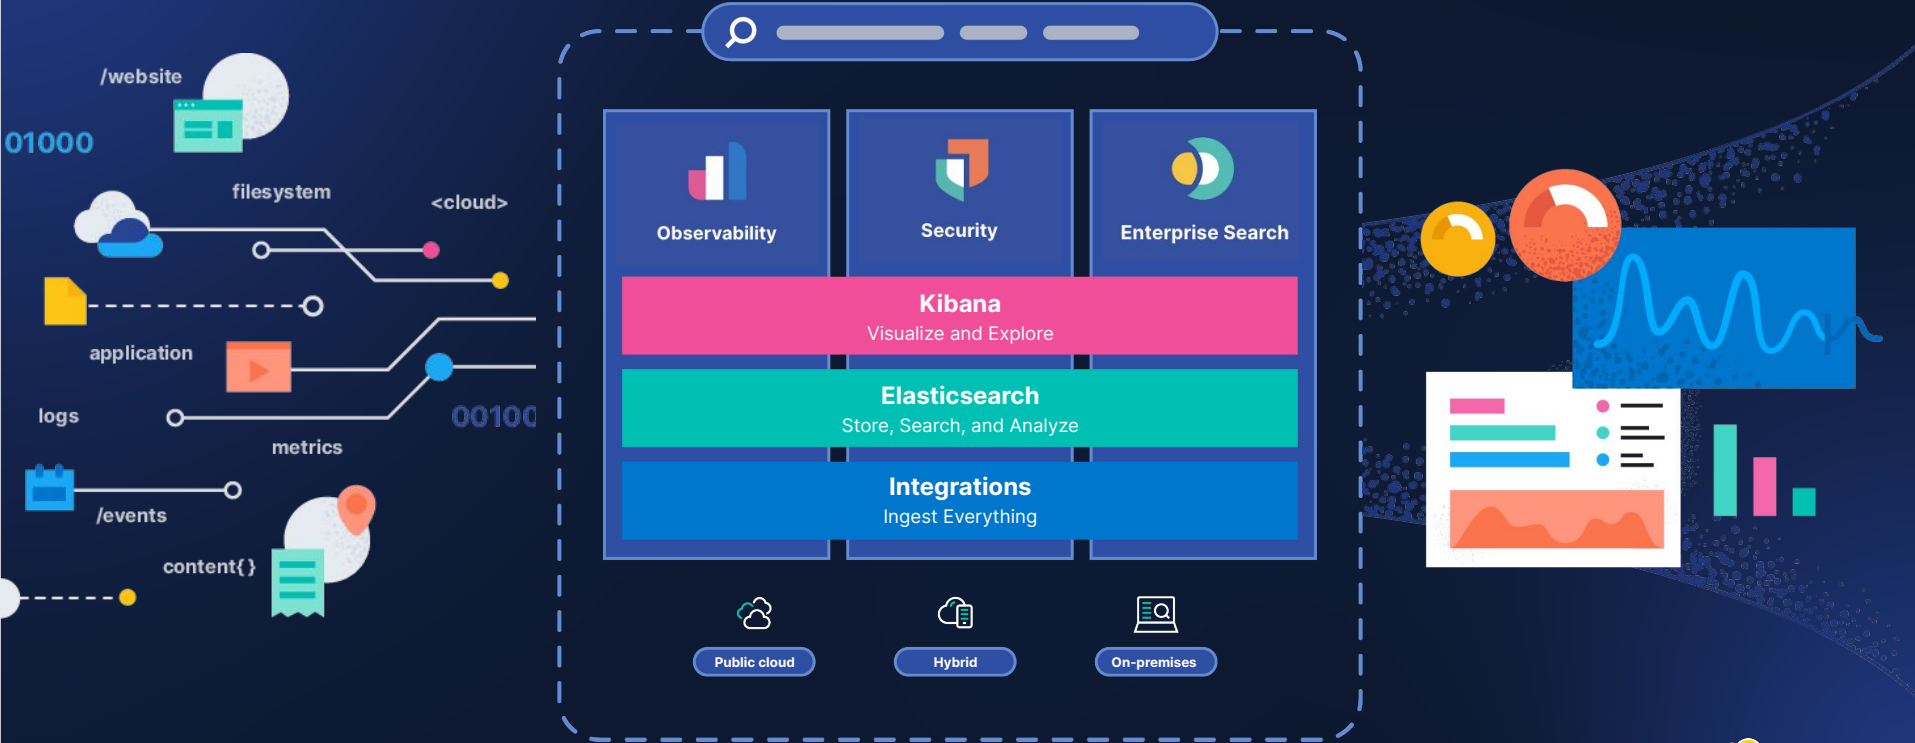 /website
01000
filesystem
<cloud>
application
logs
00100
metrics
/events
content{}
Observability
Security
Enterprise Search
Kibana
Visualize and Explore
Elasticsearch
Store, Search, and Analyze
Integrations
Ingest Everything
Public cloud
Hybrid
On-premises